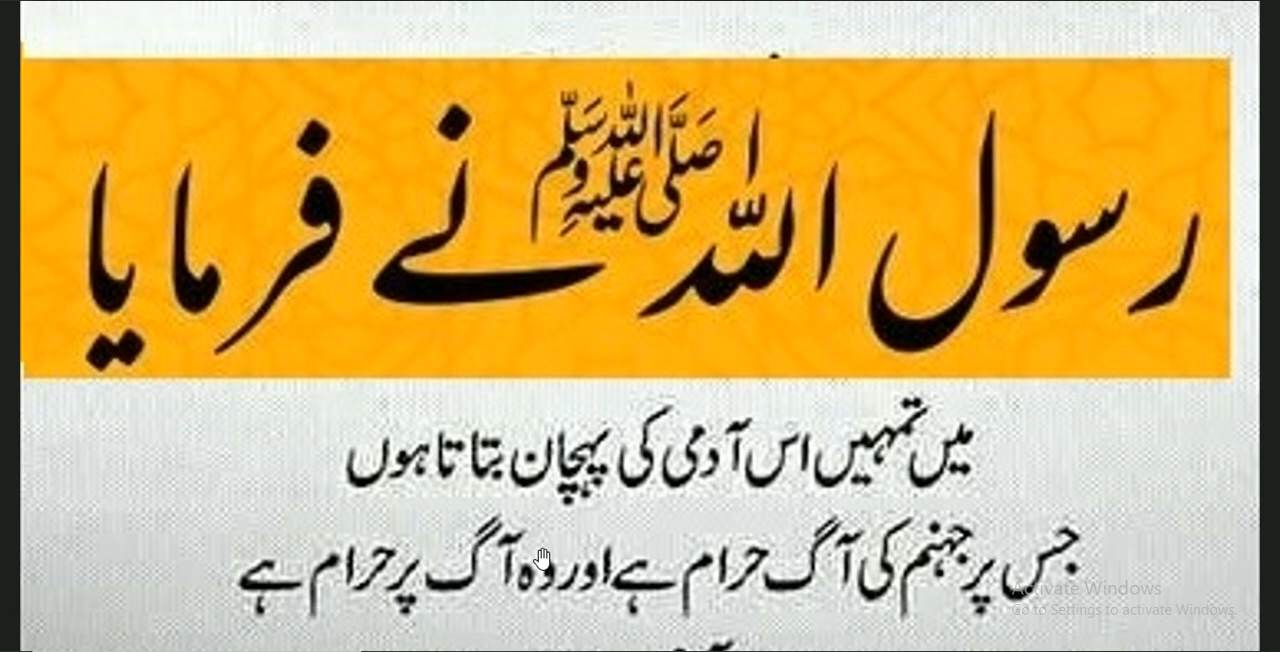 رسول اللہ صلی اللہ علیہ وسلم نے فرمایا
میں تمہیں اس آدمی کی پہچان بتاتا ہوں
جس پر جہنم کی آگ حرام ہے اور وہ آگ پر حرام ہے
Activate Windows
Go to Settings to activate Windows.